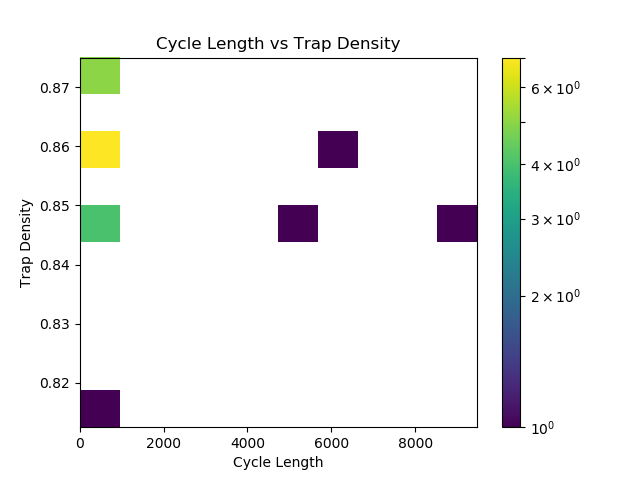 Cycle Length vs Trap Density
Trap Density
0.87
0.86
0.85
0.84
0.83
0.82
0 2000 4000 6000 8000
Cycle Length
6 × 10⁰
4 × 10⁰
3 × 10⁰
2 × 10⁰
10⁰